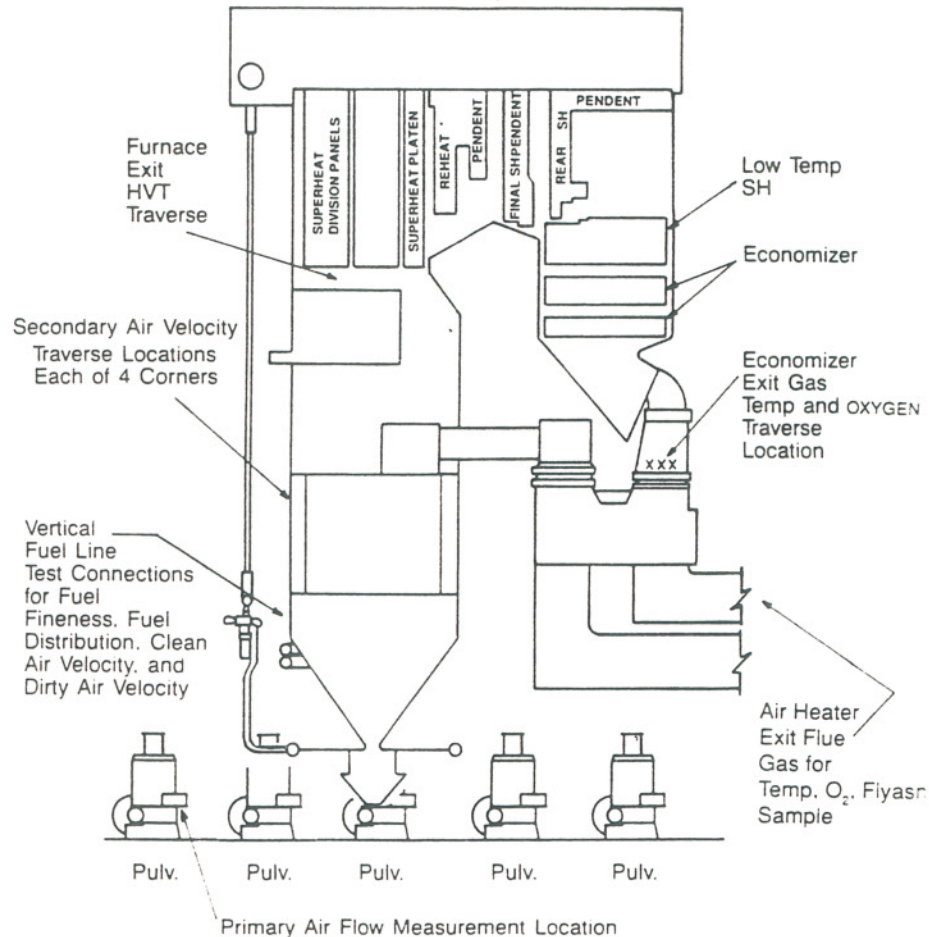 SUPERHEAT
DIVISION PANELS
SUPERHEAT PLATEN
REHEAT
PENDENT
FINAL SHPENDENT
REAR SH
PENDENT
Furnace
Exit
HVT
Traverse
Low Temp
SH
Economizer
Secondary Air Velocity
Traverse Locations
Each of 4 Corners
Economizer
Exit Gas
Temp and OXYGEN
Traverse
Location
XXX
Vertical
Fuel Line
Test Connections
for Fuel
Fineness, Fuel
Distribution, Clean
Air Velocity, and
Dirty Air Velocity
Air Heater
Exit Flue
Gas for
Temp, O₂, Flyasr
Sample
Pulv.
Pulv.
Pulv.
Pulv.
Pulv.
Primary Air Flow Measurement Location